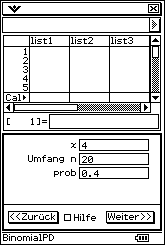 list1 list2 list3
1
2
3
4
5
Cal▶
[ 1]=
x 4
Umfang n 20
prob 0.4
<<Zurück Hilfe Weiter>>
BinomialPD